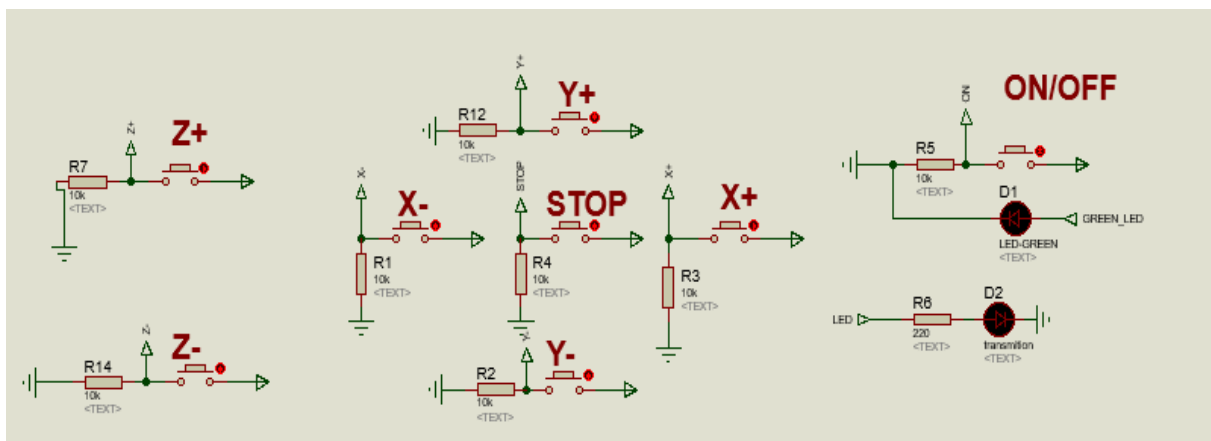 Z+
Z+
R7
10k
<TEXT>
Y+
Y+
R12
10k
<TEXT>
ON
ON/OFF
R5
10k
<TEXT>
D1
GREEN_LED
LED-GREEN
<TEXT>
X-
X-
R1
10k
<TEXT>
STOP
STOP
R4
10k
<TEXT>
X+
X+
R3
10k
<TEXT>
LED
R6
220
<TEXT>
D2
transmition
<TEXT>
Z-
Z-
R14
10k
<TEXT>
Y-
Y-
R2
10k
<TEXT>